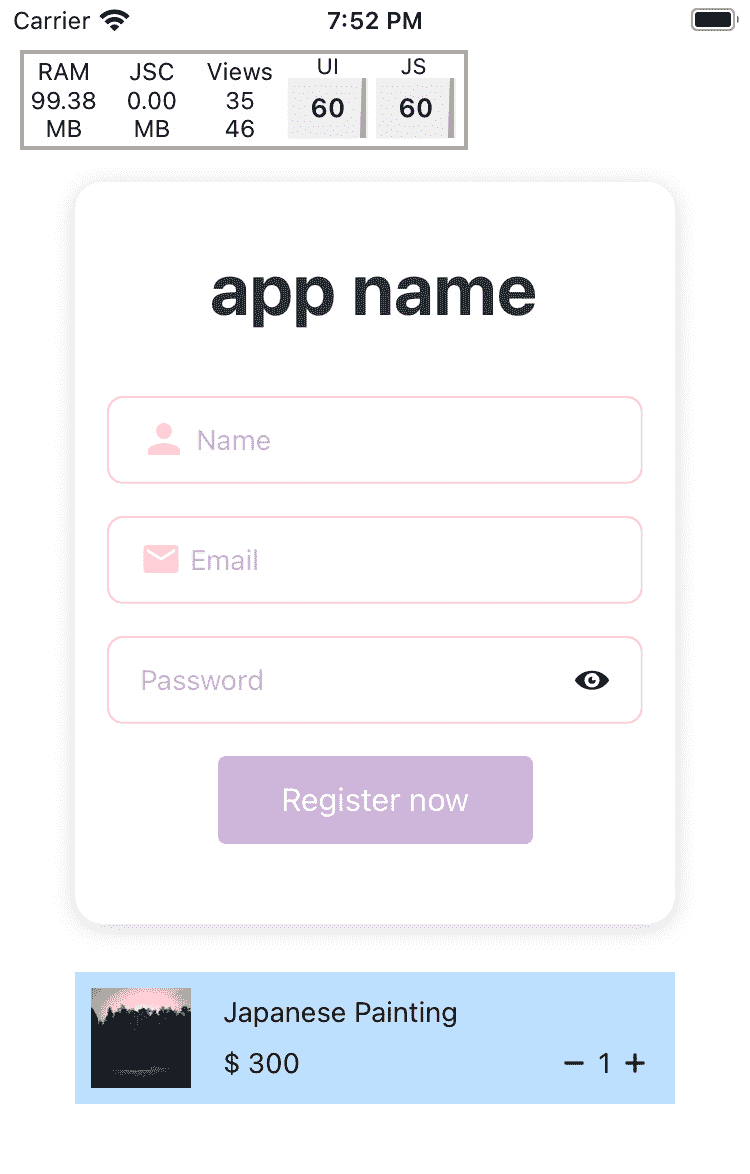 Carrier 7:52 PM
RAM JSC Views UI JS
99.38 0.00 35 60 60
MB MB 46
app name
Name
Email
Password
Register now
Japanese Painting
$ 300 − 1 +